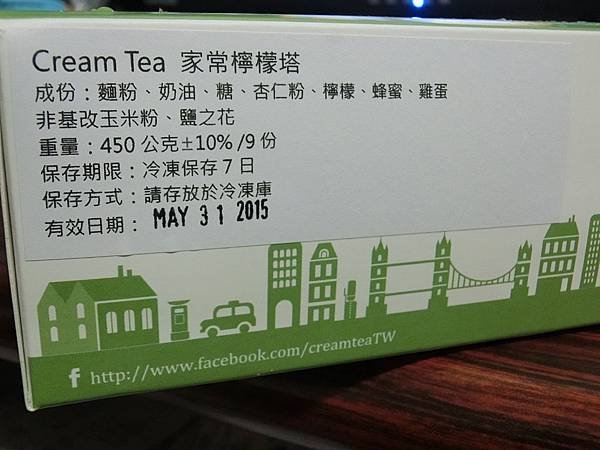 Cream Tea 家常檸檬塔
成份：麵粉、奶油、糖、杏仁粉、檸檬、蜂蜜、雞蛋
非基改玉米粉、鹽之花
重量：450 公克±10% /9 份
保存期限：冷凍保存 7 日
保存方式：請存放於冷凍庫
有效日期： MAY 31 2015
f http://www.facebook.com/creamteaTW